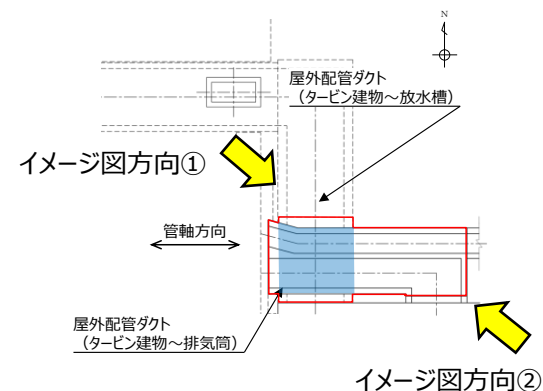 N
屋外配管ダクト
（タービン建物～放水槽）
イメージ図方向①
管軸方向
屋外配管ダクト
（タービン建物～排気筒）
イメージ図方向②